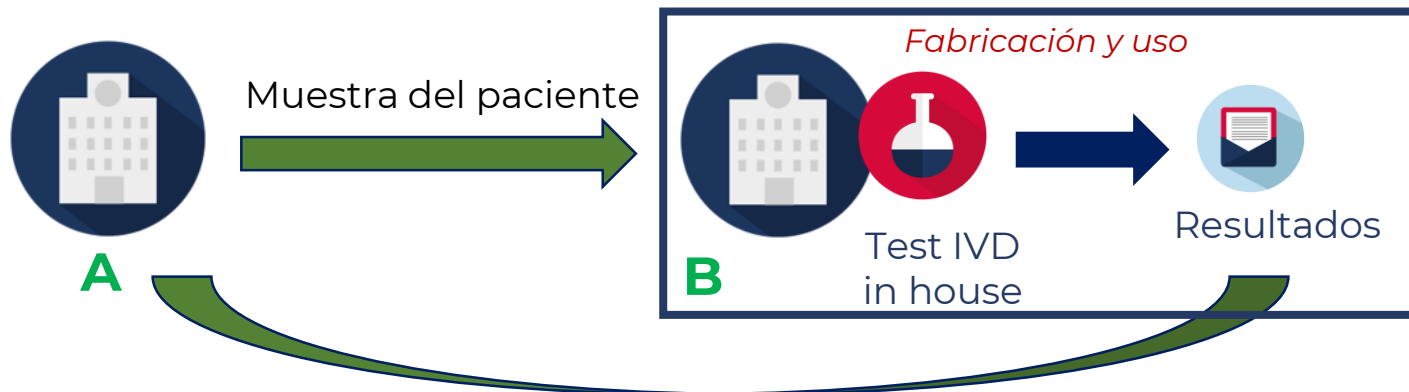 Fabricación y uso
Muestra del paciente
A
B
Test IVD
in house
Resultados